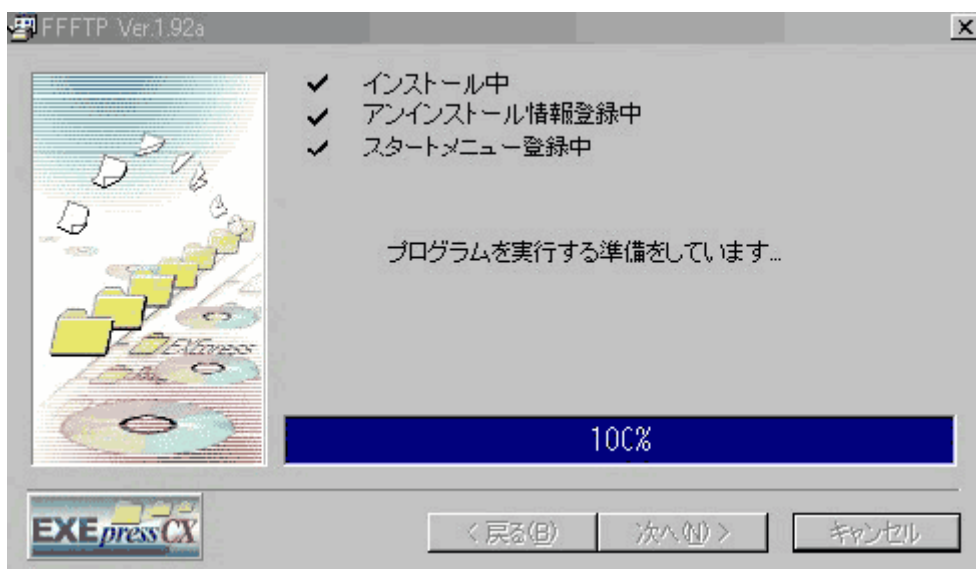 FFFTP Ver.1.92a
インストール中
アンインストール情報登録中
スタートメニュー登録中
プログラムを実行する準備をしています...
EXEpress
100%
EXEpress CX
< 戻る(B)
次へ(N) >
キャンセル